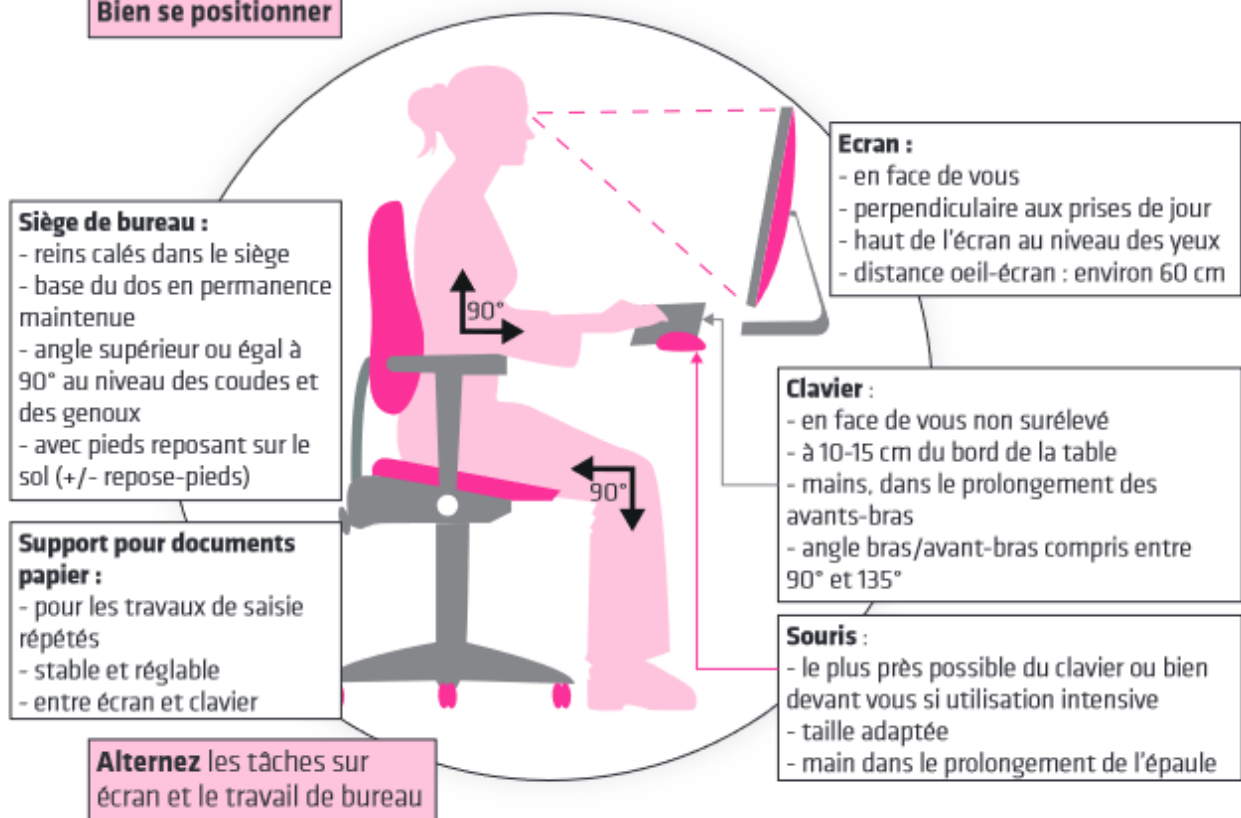 Bien se positionner
Siège de bureau :
- reins calés dans le siège
- base du dos en permanence
maintenue
- angle supérieur ou égal à
90° au niveau des coudes et
des genoux
- avec pieds reposant sur le
sol (+/- repose-pieds)
Support pour documents
papier :
- pour les travaux de saisie
répétés
- stable et réglable
- entre écran et clavier
Alternez les tâches sur
écran et le travail de bureau
90°
90°
Ecran :
- en face de vous
- perpendiculaire aux prises de jour
- haut de l'écran au niveau des yeux
- distance oeil-écran : environ 60 cm
Clavier :
- en face de vous non surélevé
- à 10-15 cm du bord de la table
- mains, dans le prolongement des
avants-bras
- angle bras/avant-bras compris entre
90° et 135°
Souris :
- le plus près possible du clavier ou bien
devant vous si utilisation intensive
- taille adaptée
- main dans le prolongement de l'épaule